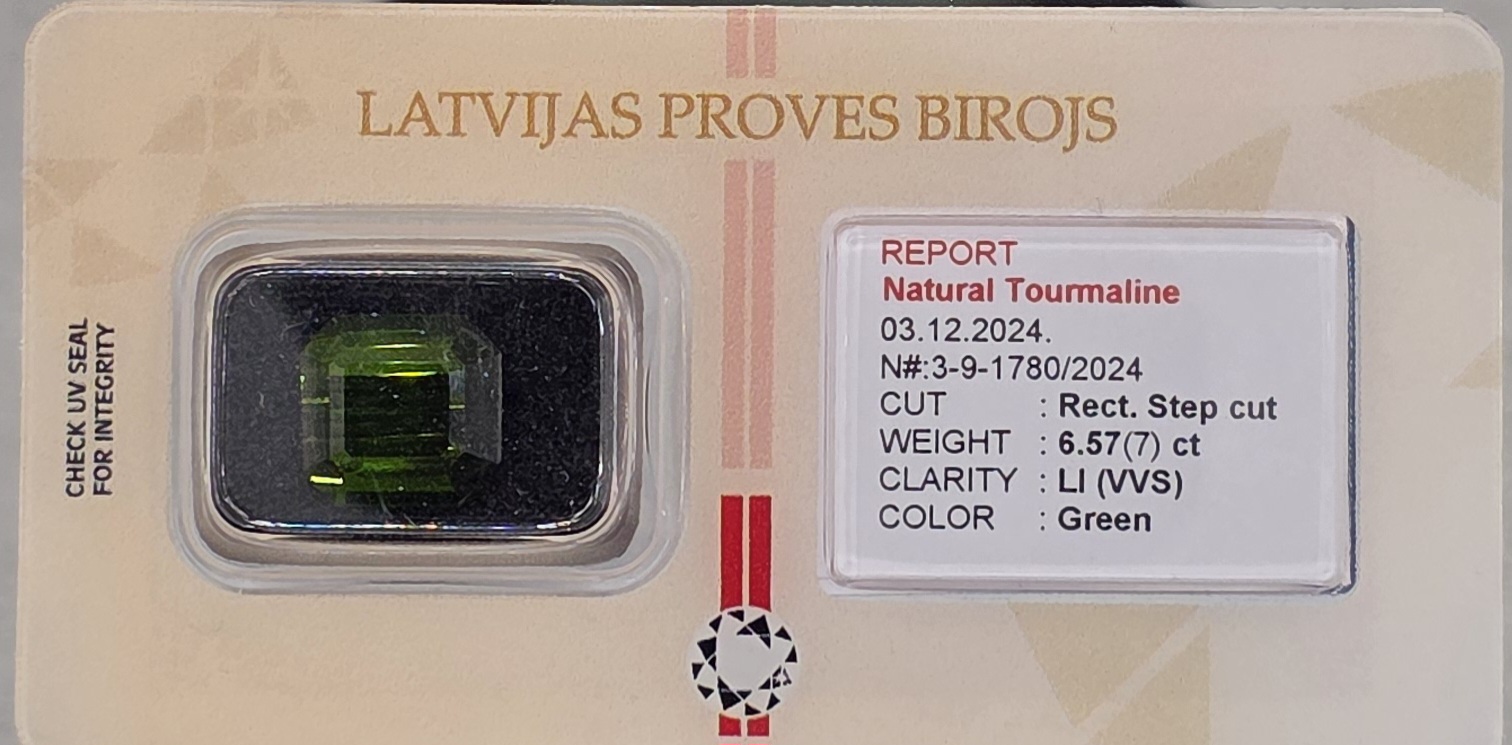 LATVIJAS PROVES BIROJS
CHECK UV SEAL
FOR INTEGRITY
REPORT
Natural Tourmaline
03.12.2024.
N#:3-9-1780/2024
CUT : Rect. Step cut
WEIGHT : 6.57(7) ct
CLARITY : LI (VVS)
COLOR : Green